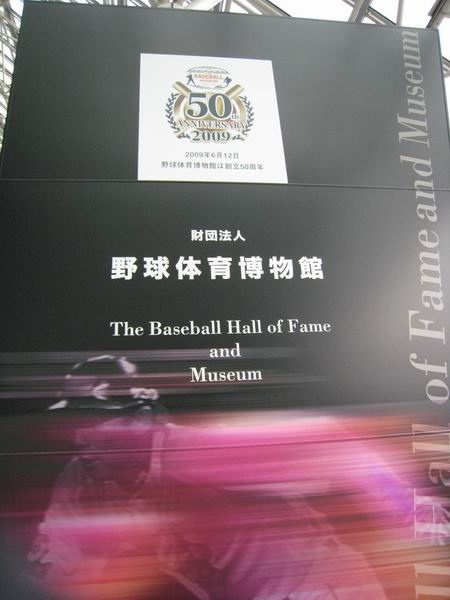 BASEBALL
50th
ANNIVERSARY
2009
2009年6月12日
野球体育博物館は創立50周年
財団法人
野球体育博物館
The Baseball Hall of Fame
and
Museum
ll Hall of Fame and Museum